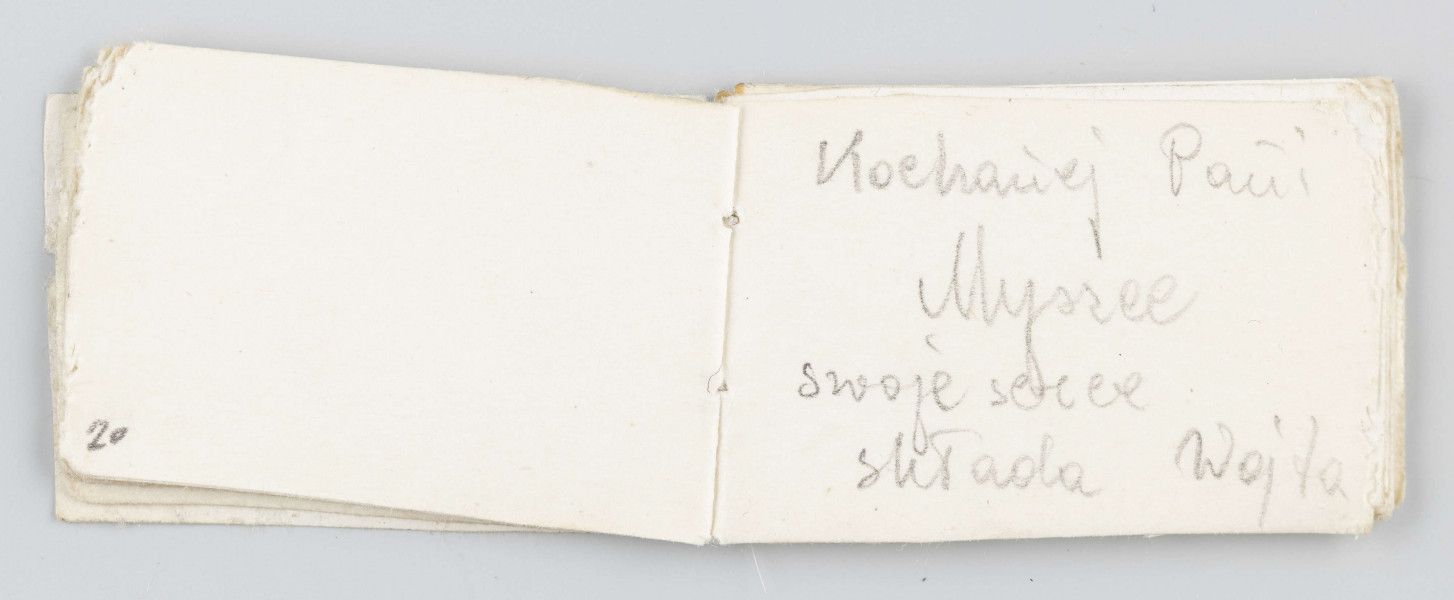 20
Kochanej Pani
Myszce
swoje serce
składa Wojta